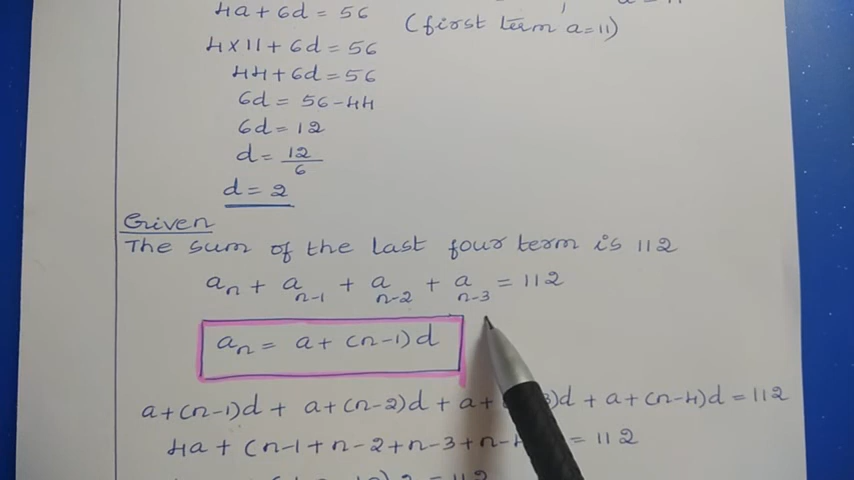 4a + 6d = 56
(first term a = 11)
4 × 11 + 6d = 56
44 + 6d = 56
6d = 56 - 44
6d = 12
d = 12/6
d = 2
Given
The sum of the last four term is 112
aₙ + aₙ₋₁ + aₙ₋₂ + aₙ₋₃ = 112
aₙ = a + (n-1)d
a + (n-1)d + a + (n-2)d + a + 3)d + a + (n-4)d = 112
4a + (n-1+n-2+n-3+n- = 112